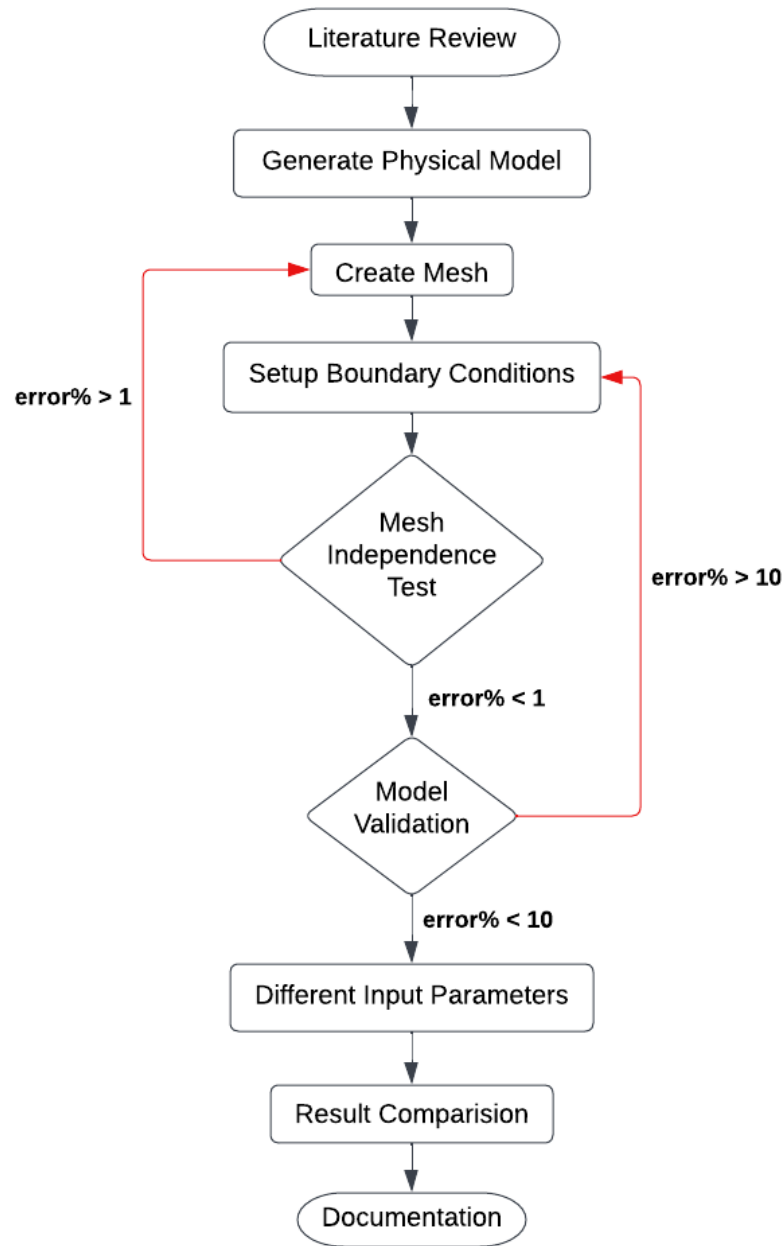 Literature Review
Generate Physical Model
Create Mesh
Setup Boundary Conditions
error% > 1
Mesh
Independence
Test
error% > 10
error% < 1
Model
Validation
error% < 10
Different Input Parameters
Result Comparision
Documentation